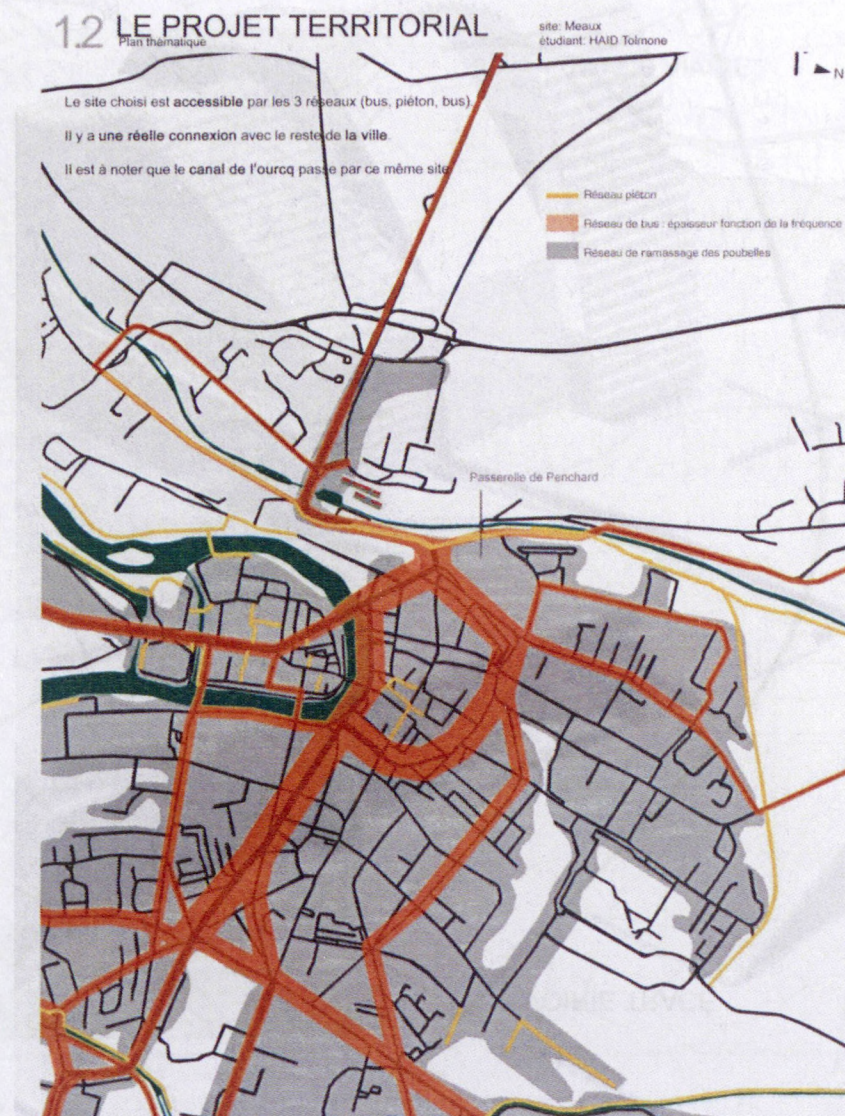 1.2 LE PROJET TERRITORIAL
Plan thématique
site: Meaux
étudiant: HAID Tolmone
N
Le site choisi est accessible par les 3 réseaux (bus, piéton, bus).
Il y a une réelle connexion avec le reste de la ville.
Il est à noter que le canal de l'ourcq passe par ce même site
Réseau piéton
Réseau de bus : épaisseur fonction de la fréquence
Réseau de ramassage des poubelles
Passerelle de Penchard